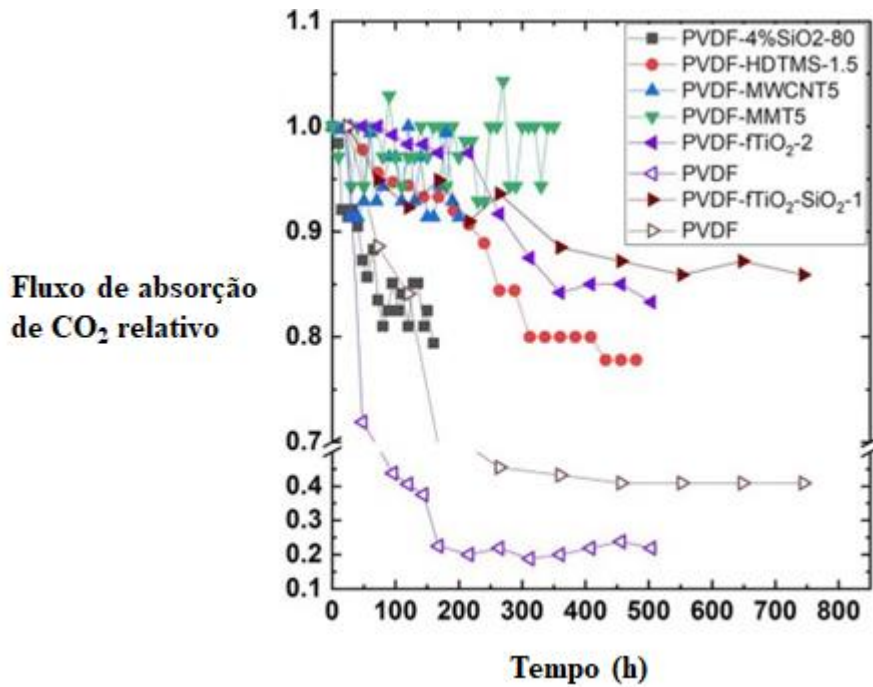 1.1
1.0
0.9
0.8
0.7
0.4
0.3
0.2
0.1
PVDF-4%SiO2-80
PVDF-HDTMS-1.5
PVDF-MWCNT5
PVDF-MMT5
PVDF-fTiO₂-2
PVDF
PVDF-fTiO₂-SiO₂-1
PVDF
Fluxo de absorção
de CO₂ relativo
0 100 200 300 400 500 600 700 800
Tempo (h)